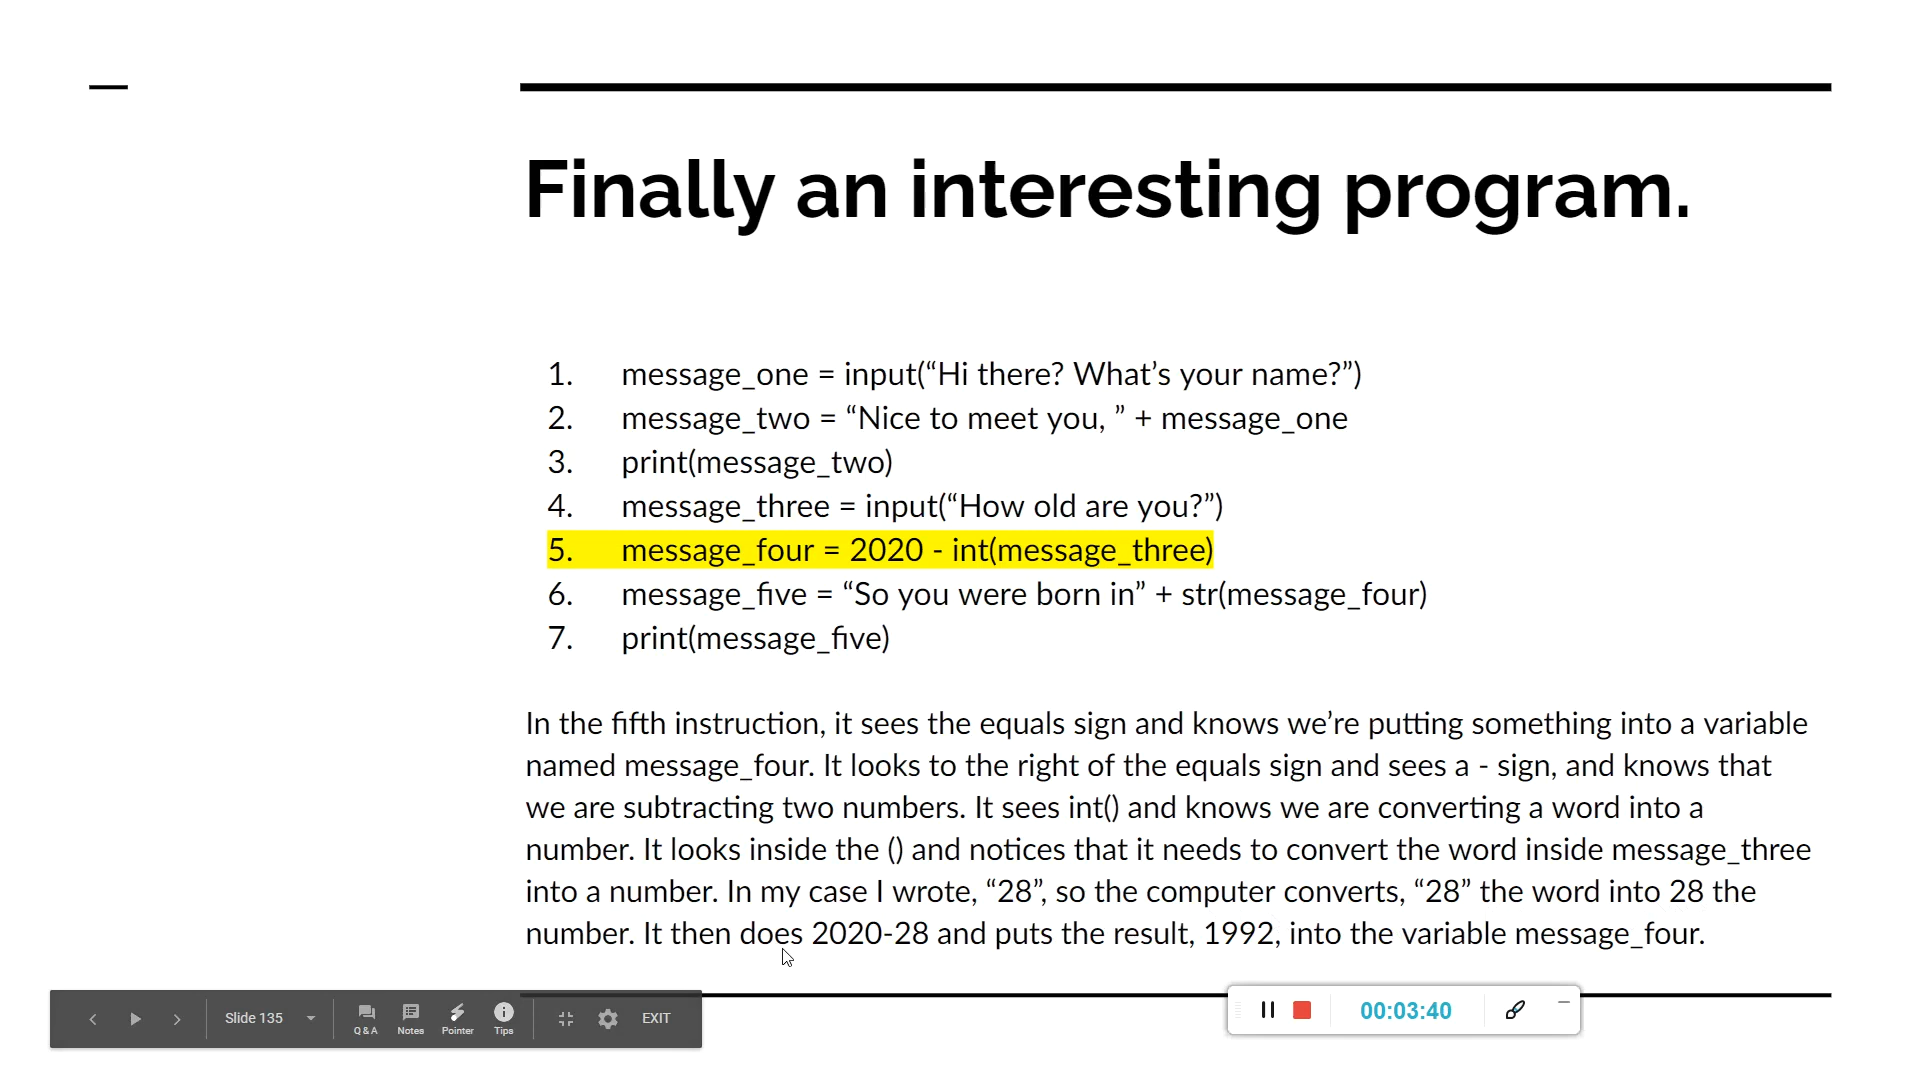 Finally an interesting program.
1. message_one = input(“Hi there? What’s your name?”)
2. message_two = “Nice to meet you, ” + message_one
3. print(message_two)
4. message_three = input(“How old are you?”)
5. message_four = 2020 - int(message_three)
6. message_five = “So you were born in” + str(message_four)
7. print(message_five)
In the fifth instruction, it sees the equals sign and knows we’re putting something into a variable
named message_four. It looks to the right of the equals sign and sees a - sign, and knows that
we are subtracting two numbers. It sees int() and knows we are converting a word into a
number. It looks inside the () and notices that it needs to convert the word inside message_three
into a number. In my case I wrote, “28”, so the computer converts, “28” the word into 28 the
number. It then does 2020-28 and puts the result, 1992, into the variable message_four.
Slide 135
Q & A
Notes
Pointer
Tips
EXIT
00:03:40